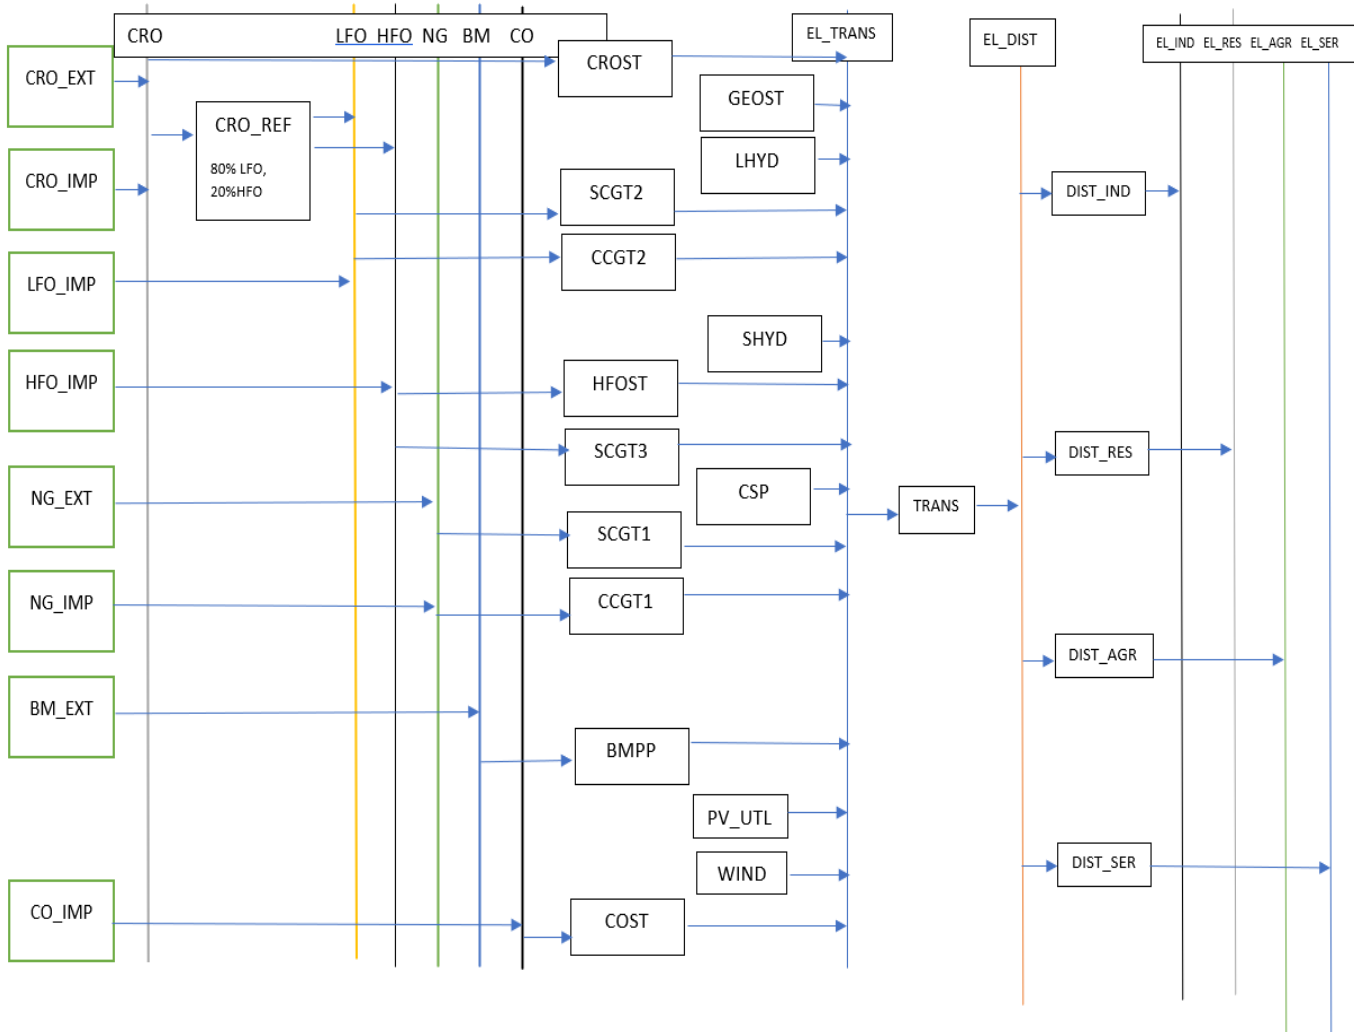 CRO LFO HFO NG BM CO
EL_TRANS
EL_DIST
EL_IND EL_RES EL_AGR EL_SER
CRO_EXT
CROST
GEOST
CRO_REF
80% LFO,
20%HFO
LHYD
CRO_IMP
SCGT2
DIST_IND
CCGT2
LFO_IMP
SHYD
HFO_IMP
HFOST
SCGT3
DIST_RES
CSP
NG_EXT
TRANS
SCGT1
NG_IMP
CCGT1
DIST_AGR
BM_EXT
BMPP
PV_UTL
DIST_SER
WIND
CO_IMP
COST